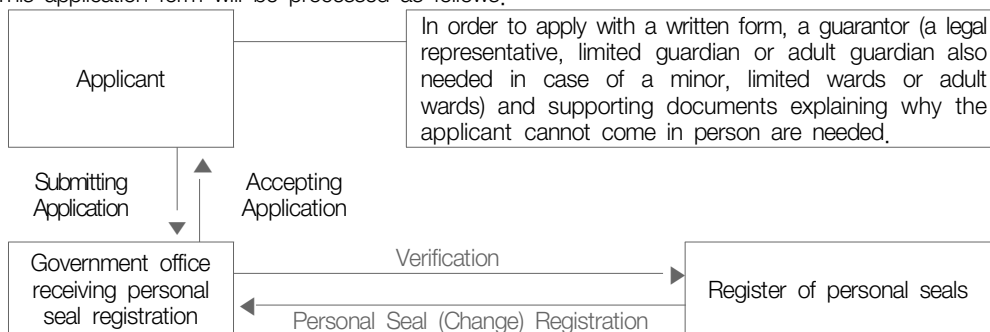 This application form will be processed as follows.
Applicant
In order to apply with a written form, a guarantor (a legal
representative, limited guardian or adult guardian also
needed in case of a minor, limited wards or adult
wards) and supporting documents explaining why the
applicant cannot come in person are needed.
Submitting
Application
Accepting
Application
Government office
receiving personal
seal registration
Verification
Personal Seal (Change) Registration
Register of personal seals